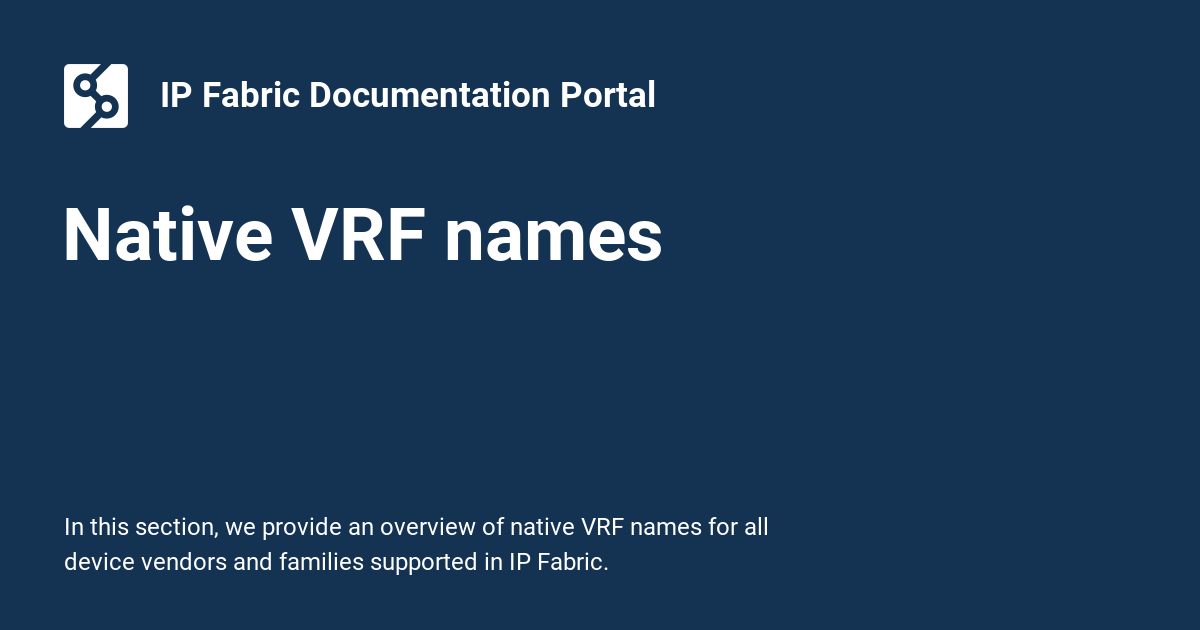 IP Fabric Documentation Portal
Native VRF names
In this section, we provide an overview of native VRF names for all
device vendors and families supported in IP Fabric.